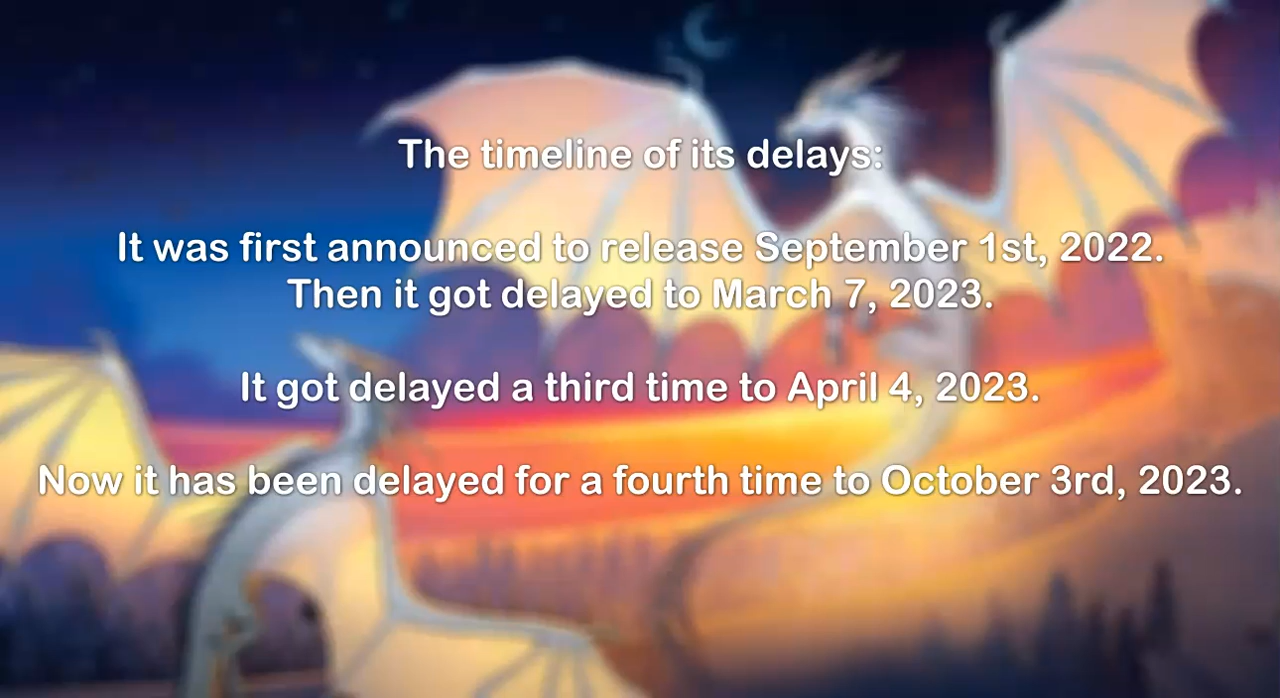 The timeline of its delays:
It was first announced to release September 1st, 2022.
Then it got delayed to March 7, 2023.
It got delayed a third time to April 4, 2023.
Now it has been delayed for a fourth time to October 3rd, 2023.